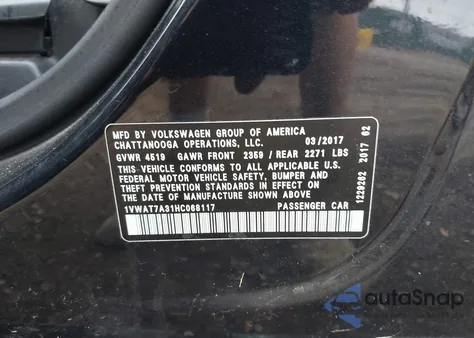 MFD BY VOLKSWAGEN GROUP OF AMERICA
CHATTANOOGA OPERATIONS, LLC. 03/2017
GVWR 4519 GAWR FRONT 2359 / REAR 2271 LBS
THIS VEHICLE CONFORMS TO ALL APPLICABLE U.S.
FEDERAL MOTOR VEHICLE SAFETY, BUMPER AND
THEFT PREVENTION STANDARDS IN EFFECT ON
THE DATE OF MANUFACTURE SHOWN ABOVE
1VWAT7A31HC068117 PASSENGER CAR
1229262 2017 62
autoSnap